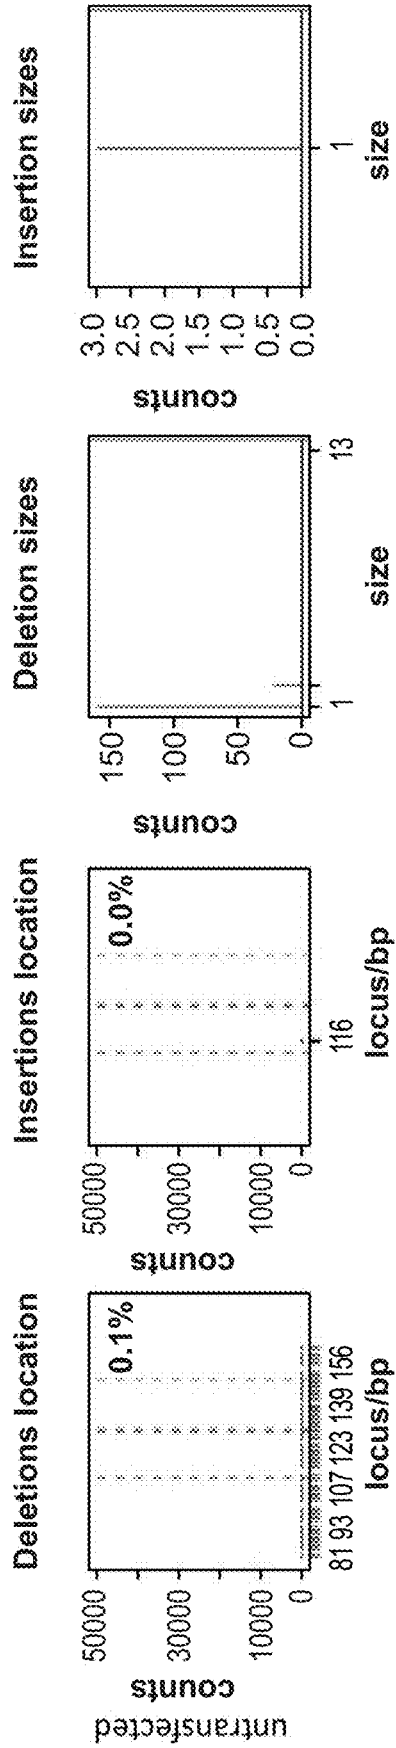 untransfected
Deletions location
counts
50000
30000
10000
0
0.1%
81 93 107 123 139 156
locus/bp
Insertions location
counts
50000
30000
10000
0
0.0%
116
locus/bp
Deletion sizes
counts
150
100
50
0
1 13
size
Insertion sizes
counts
3.0
2.5
2.0
1.5
1.0
0.5
0.0
1
size